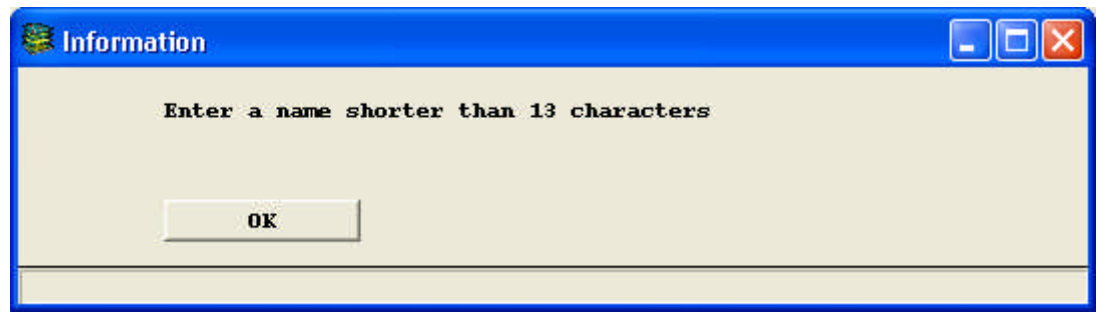 Information
Enter a name shorter than 13 characters
OK